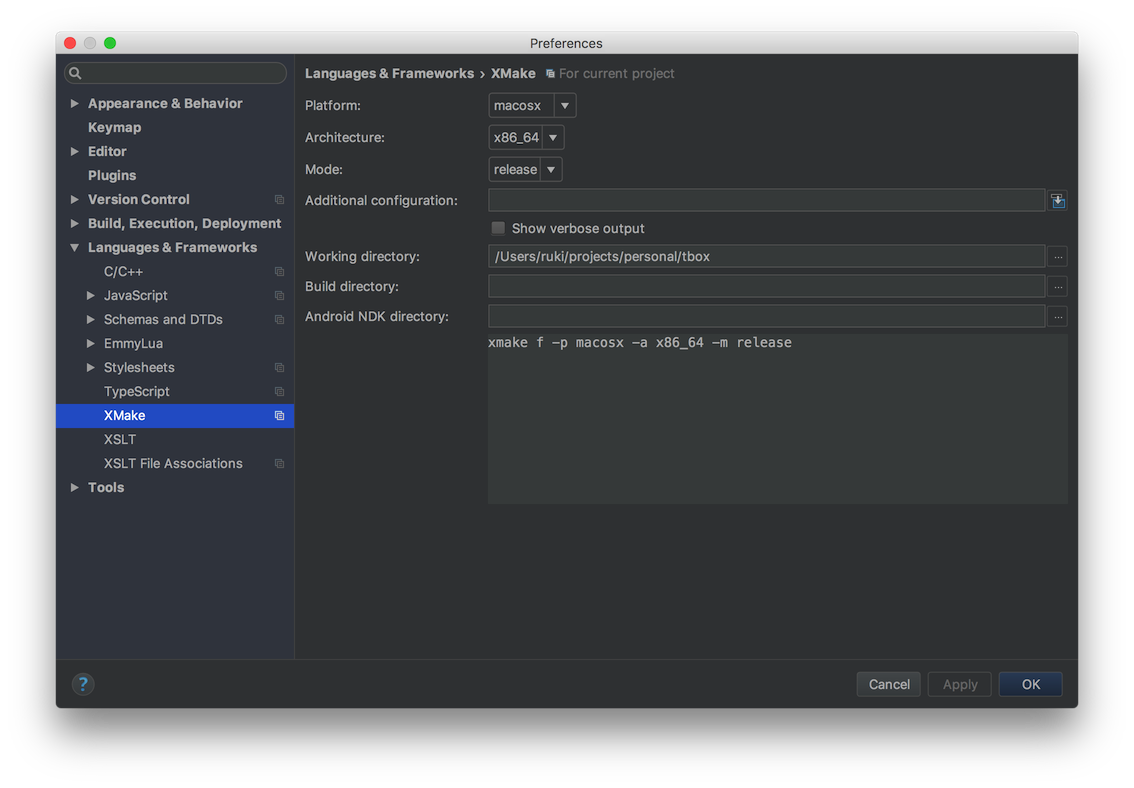 Preferences
Appearance & Behavior
Keymap
Editor
Plugins
Version Control
Build, Execution, Deployment
Languages & Frameworks
C/C++
JavaScript
Schemas and DTDs
EmmyLua
Stylesheets
TypeScript
XMake
XSLT
XSLT File Associations
Tools
Languages & Frameworks › XMake For current project
Platform: macosx
Architecture: x86_64
Mode: release
Additional configuration:
Show verbose output
Working directory: /Users/ruki/projects/personal/tbox ...
Build directory: ...
Android NDK directory: ...
xmake f -p macosx -a x86_64 -m release
? Cancel Apply OK